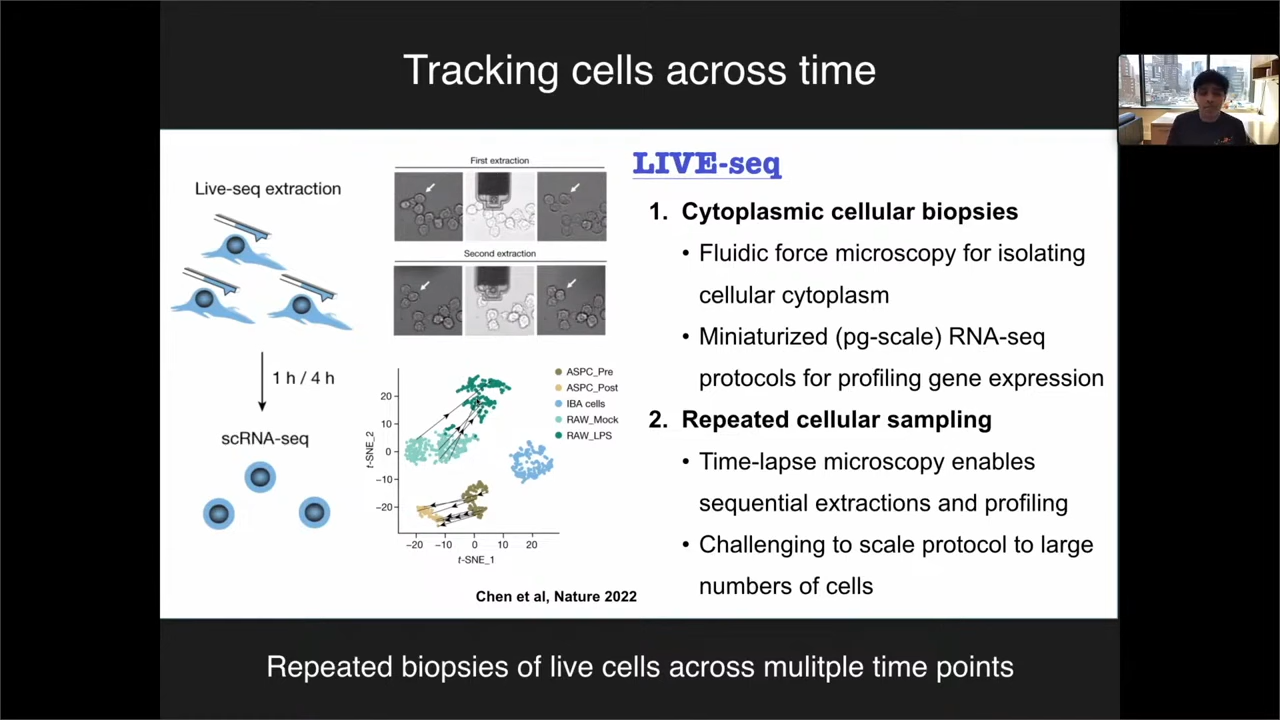 Tracking cells across time
Live-seq extraction
1 h / 4 h
scRNA-seq
First extraction
Second extraction
20
10
0
−10
−20
t-SNE_2
−20 −10 0 10 20
t-SNE_1
ASPC_Pre
ASPC_Post
IBA cells
RAW_Mock
RAW_LPS
Chen et al, Nature 2022
LIVE-seq
1. Cytoplasmic cellular biopsies
• Fluidic force microscopy for isolating
cellular cytoplasm
• Miniaturized (pg-scale) RNA-seq
protocols for profiling gene expression
2. Repeated cellular sampling
• Time-lapse microscopy enables
sequential extractions and profiling
• Challenging to scale protocol to large
numbers of cells
Repeated biopsies of live cells across mulitple time points